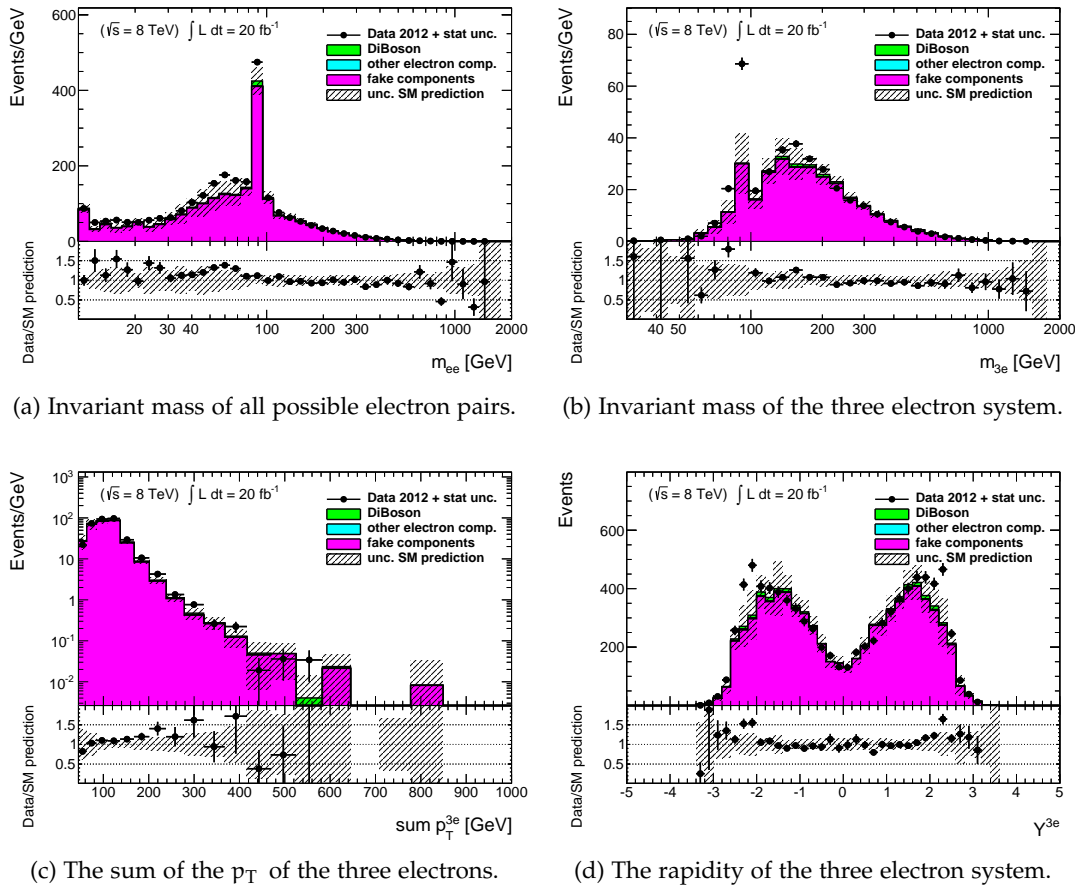 Events/GeV
600
400
200
0
(√s = 8 TeV) ∫ L dt = 20 fb⁻¹
Data 2012 + stat unc.
DiBoson
other electron comp.
fake components
unc. SM prediction
Data/SM prediction
1.5
1
0.5
20 30 40 100 200 300 1000 2000
m_ee [GeV]
(a) Invariant mass of all possible electron pairs.
Events/GeV
80
60
40
20
0
(√s = 8 TeV) ∫ L dt = 20 fb⁻¹
Data 2012 + stat unc.
DiBoson
other electron comp.
fake components
unc. SM prediction
Data/SM prediction
1.5
1
0.5
40 50 100 200 300 1000 2000
m_3e [GeV]
(b) Invariant mass of the three electron system.
Events/GeV
10³
10²
10
1
10⁻¹
10⁻²
(√s = 8 TeV) ∫ L dt = 20 fb⁻¹
Data 2012 + stat unc.
DiBoson
other electron comp.
fake components
unc. SM prediction
Data/SM prediction
1.5
1
0.5
100 200 300 400 500 600 700 800 900 1000
sum p_T^3e [GeV]
(c) The sum of the p_T of the three electrons.
Events
600
400
200
(√s = 8 TeV) ∫ L dt = 20 fb⁻¹
Data 2012 + stat unc.
DiBoson
other electron comp.
fake components
unc. SM prediction
Data/SM prediction
1.5
1
0.5
-5 -4 -3 -2 -1 0 1 2 3 4 5
Y^3e
(d) The rapidity of the three electron system.